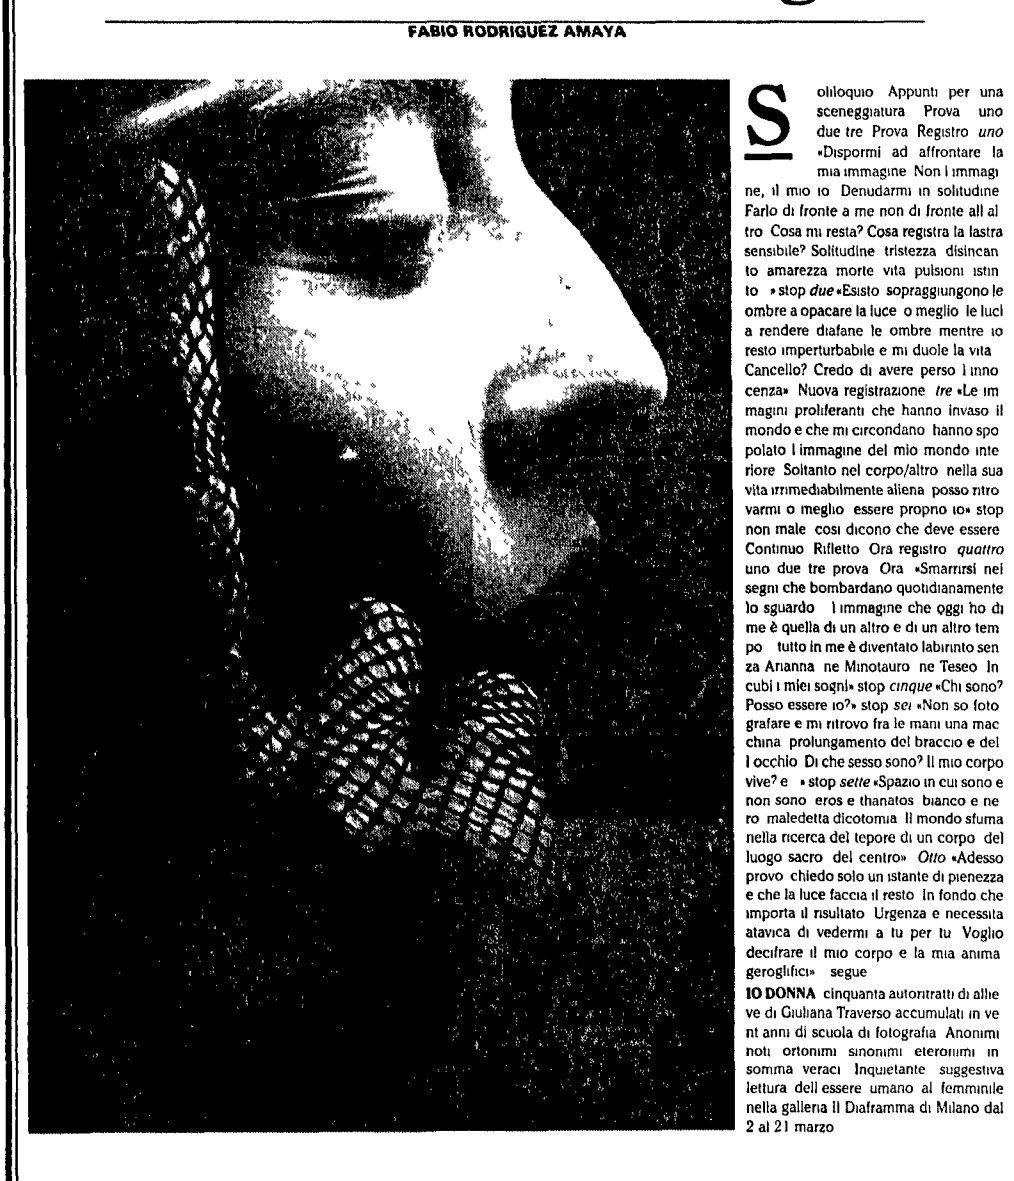 FABIO RODRIGUEZ AMAYA
Soliloquio Appunti per una
sceneggiatura Prova uno
due tre Prova Registro uno
«Dispormi ad affrontare la
mia immagine Non l immagi
ne, il mio io Denudarmi in solitudine
Farlo di fronte a me non di fronte all al
tro Cosa mi resta? Cosa registra la lastra
sensibile? Solitudine tristezza disincan
to amarezza morte vita pulsioni istin
to » stop due «Esisto sopraggiungono le
ombre a opacare la luce o meglio le luci
a rendere diafane le ombre mentre io
resto imperturbabile e mi duole la vita
Cancello? Credo di avere perso l inno
cenza» Nuova registrazione tre «Le im
magini proliferanti che hanno invaso il
mondo e che mi circondano hanno spo
polato l immagine del mio mondo inte
riore Soltanto nel corpo/altro nella sua
vita irrimediabilmente aliena posso ritro
varmi o meglio essere proprio io» stop
non male cosi dicono che deve essere
Continuo Rifletto Ora registro quattro
uno due tre prova Ora «Smarrirsi nei
segni che bombardano quotidianamente
lo sguardo l immagine che oggi ho di
me è quella di un altro e di un altro tem
po tutto in me è diventato labirinto sen
za Arianna ne Minotauro ne Teseo In
cubi i miei sogni» stop cinque «Chi sono?
Posso essere io?» stop sei «Non so foto
grafare e mi ritrovo fra le mani una mac
china prolungamento del braccio e del
l occhio Di che sesso sono? Il mio corpo
vive? e » stop sette «Spazio in cui sono e
non sono eros e thanatos bianco e ne
ro maledetta dicotomia Il mondo sfuma
nella ricerca del tepore di un corpo del
luogo sacro del centro» Otto «Adesso
provo chiedo solo un istante di pienezza
e che la luce faccia il resto In fondo che
importa il risultato Urgenza e necessita
atavica di vedermi a tu per tu Voglio
decifrare il mio corpo e la mia anima
geroglifici» segue
IO DONNA cinquanta autoritratti di allie
ve di Giuliana Traverso accumulati in ve
nt anni di scuola di fotografia Anonimi
noti ortonimi sinonimi eteronimi in
somma veraci Inquietante suggestiva
lettura dell essere umano al femminile
nella galleria Il Diaframma di Milano dal
2 al 21 marzo